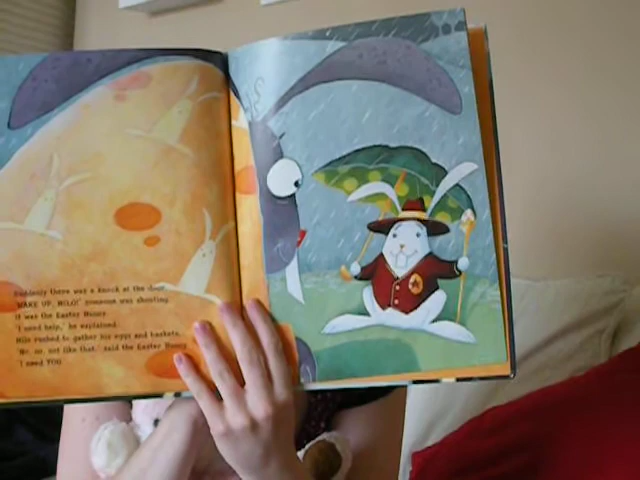 Suddenly there was a knock at the door.
'WAKE UP, MILO!' someone was shouting.
It was the Easter Bunny.
'I need help,' he explained.
Milo rushed to gather his eggs and baskets.
'Er, no, not like that,' said the Easter Bunny.
'I need YOU.